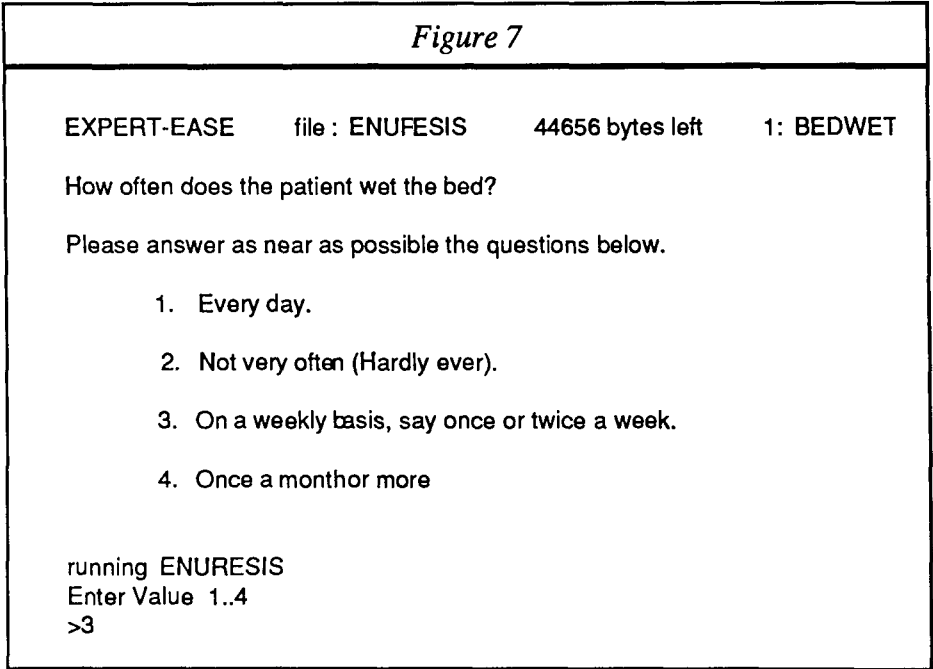 Figure 7
EXPERT-EASE file : ENUFESIS 44656 bytes left 1: BEDWET
How often does the patient wet the bed?
Please answer as near as possible the questions below.
1. Every day.
2. Not very often (Hardly ever).
3. On a weekly basis, say once or twice a week.
4. Once a monthor more
running ENURESIS
Enter Value 1..4
>3